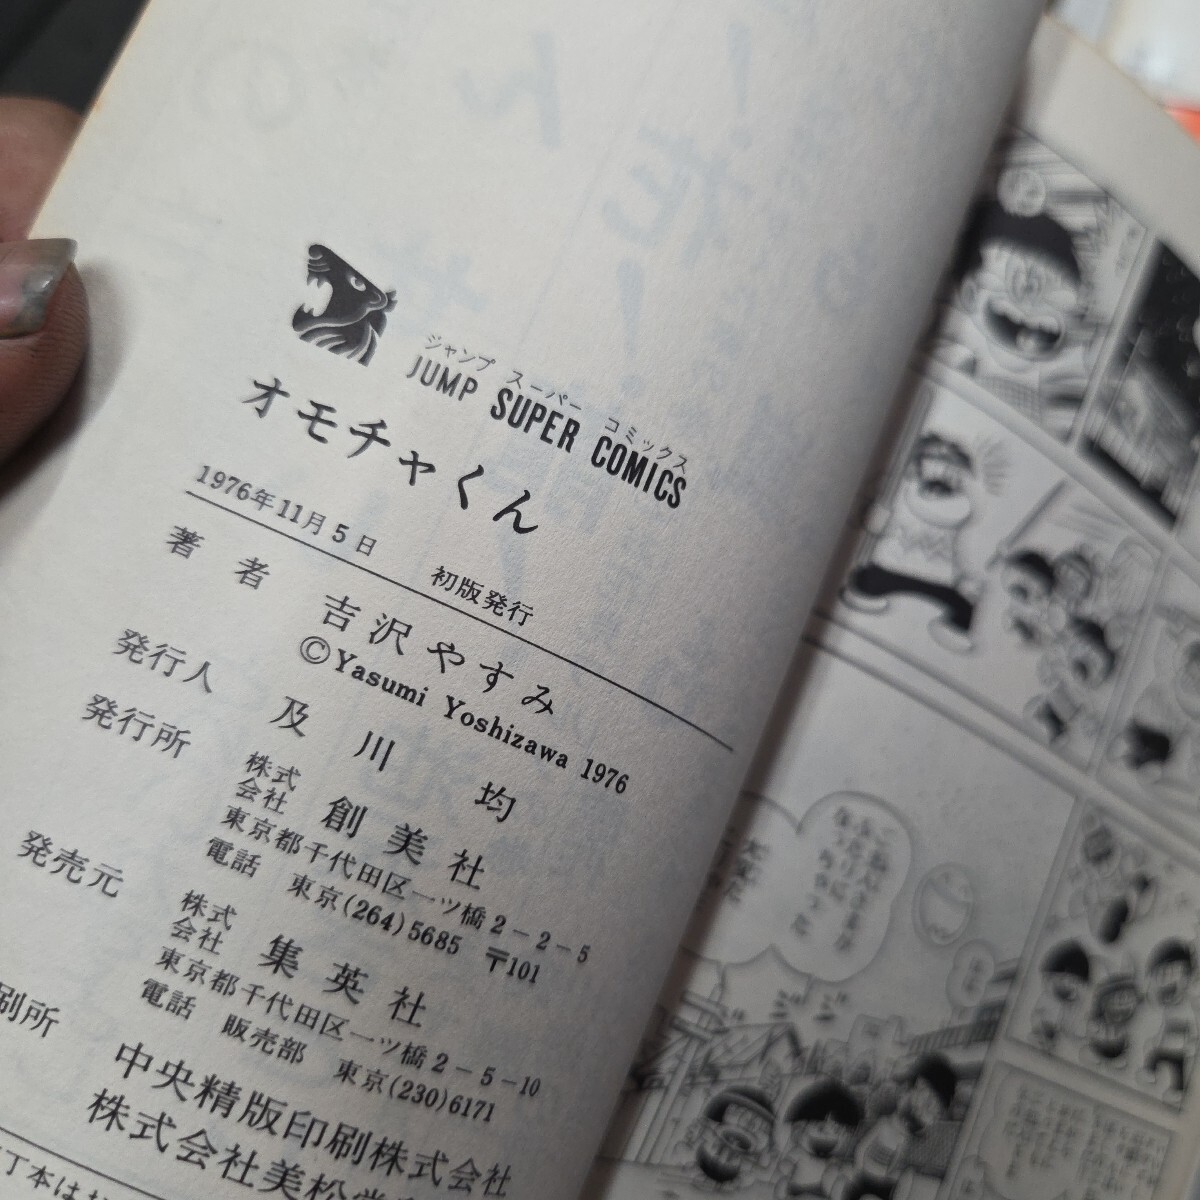 ジャンプ スーパー コミックス
JUMP SUPER COMICS
オモチャくん
1976年11月5日 初版発行
著者 吉沢やすみ
©Yasumi Yoshizawa 1976
発行人 及川均
発行所 株式会社 創美社
東京都千代田区一ツ橋2-2-5
電話 東京(264)5685 〒101
発売元 株式会社 集英社
東京都千代田区一ツ橋2-5-10
電話 販売部 東京(230)6171
刷所 中央精版印刷株式会社
株式会社美松堂
丁本は